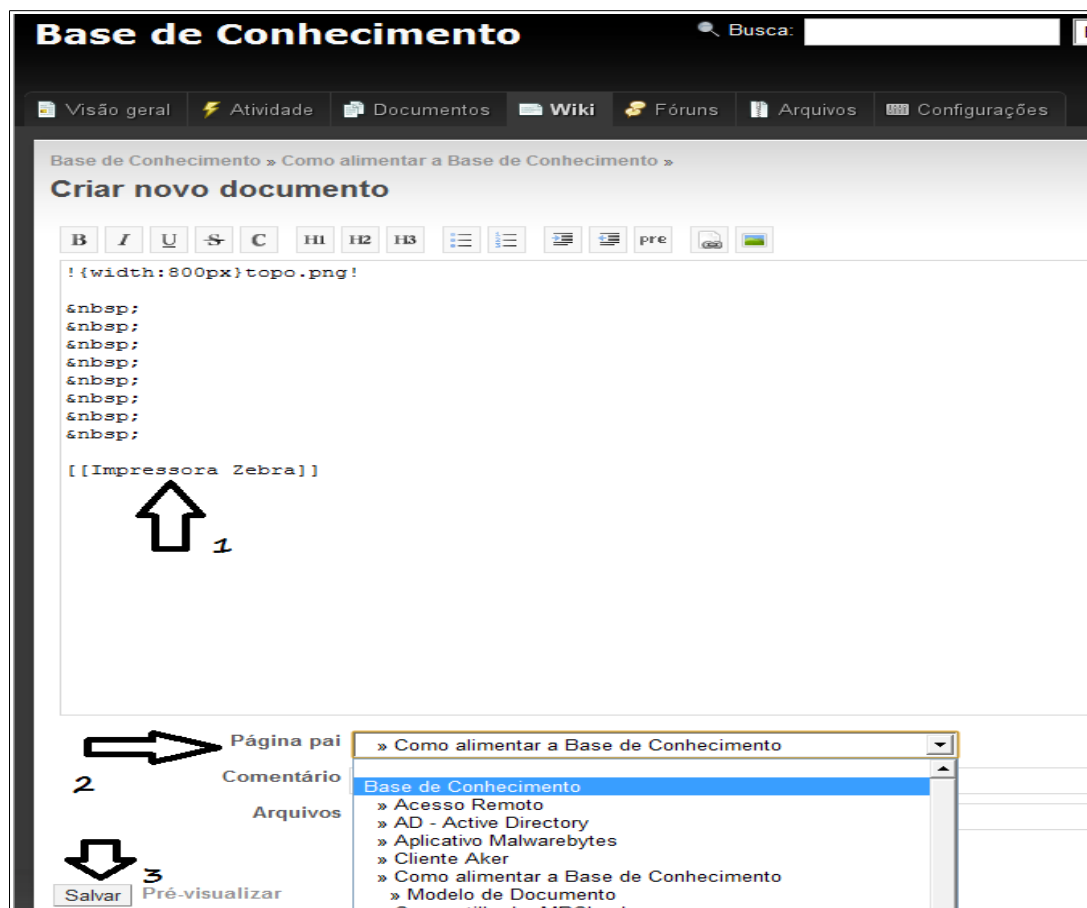 Base de Conhecimento
Busca:
Visão geral Atividade Documentos Wiki Fóruns Arquivos Configurações
Base de Conhecimento » Como alimentar a Base de Conhecimento »
Criar novo documento
B I U S C H1 H2 H3 pre
!{width:800px}topo.png!
&nbsp;
&nbsp;
&nbsp;
&nbsp;
&nbsp;
&nbsp;
&nbsp;
&nbsp;
[[Impressora Zebra]]
1
Página pai » Como alimentar a Base de Conhecimento
2
Comentário
Base de Conhecimento
» Acesso Remoto
Arquivos
» AD - Active Directory
» Aplicativo Malwarebytes
» Cliente Aker
3
» Como alimentar a Base de Conhecimento
Salvar Pré-visualizar
» Modelo de Documento